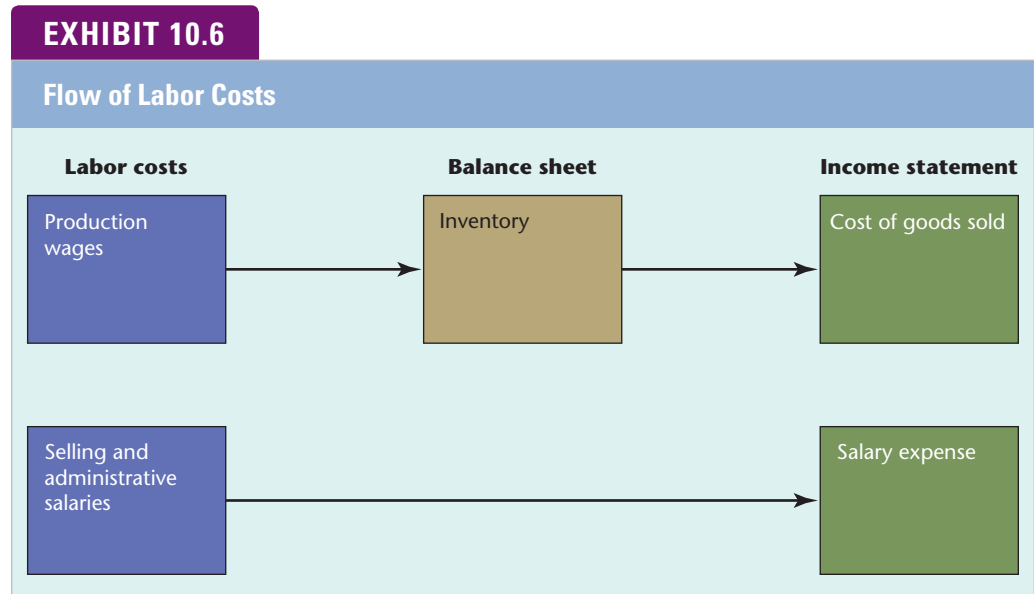 EXHIBIT 10.6
Flow of Labor Costs
Labor costs
Balance sheet
Income statement
Production
wages
Inventory
Cost of goods sold
Selling and
administrative
salaries
Salary expense